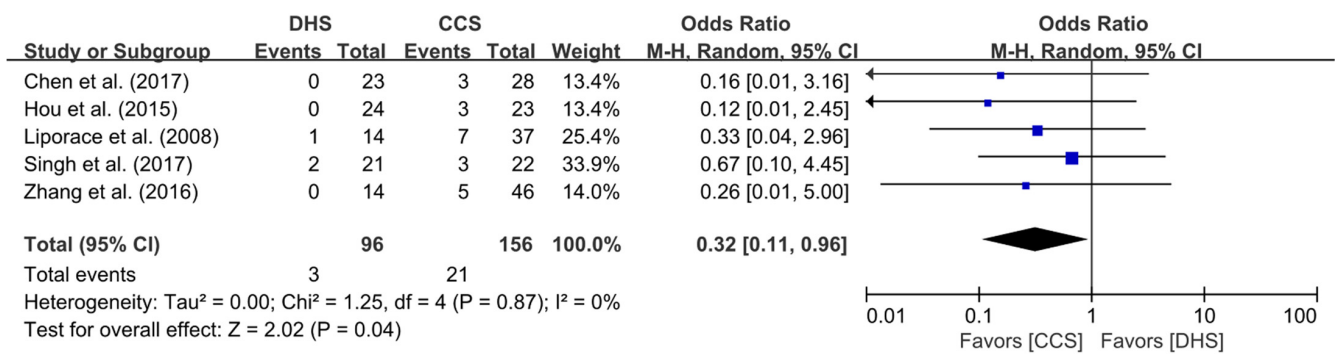 DHS CCS Odds Ratio Odds Ratio
Study or Subgroup Events Total Events Total Weight M-H, Random, 95% CI M-H, Random, 95% CI
Chen et al. (2017) 0 23 3 28 13.4% 0.16 [0.01, 3.16]
Hou et al. (2015) 0 24 3 23 13.4% 0.12 [0.01, 2.45]
Liporace et al. (2008) 1 14 7 37 25.4% 0.33 [0.04, 2.96]
Singh et al. (2017) 2 21 3 22 33.9% 0.67 [0.10, 4.45]
Zhang et al. (2016) 0 14 5 46 14.0% 0.26 [0.01, 5.00]
Total (95% CI) 96 156 100.0% 0.32 [0.11, 0.96]
Total events 3 21
Heterogeneity: Tau² = 0.00; Chi² = 1.25, df = 4 (P = 0.87); I² = 0%
Test for overall effect: Z = 2.02 (P = 0.04)
0.01 0.1 1 10 100
Favors [CCS] Favors [DHS]